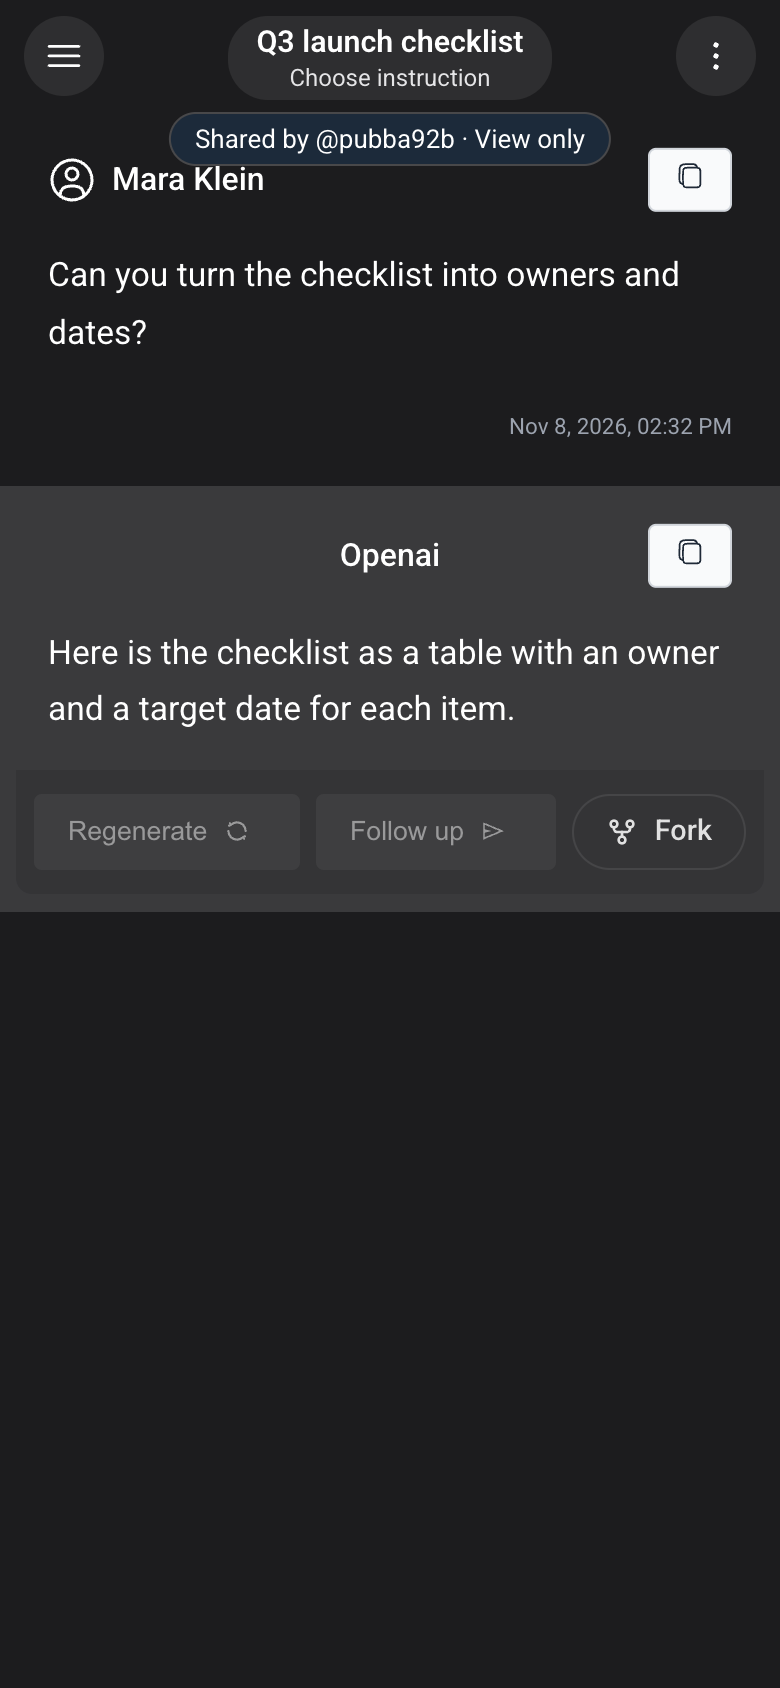 Q3 launch checklist
Choose instruction
Shared by @pubba92b · View only
Mara Klein
Can you turn the checklist into owners and
dates?
Nov 8, 2026, 02:32 PM
Openai
Here is the checklist as a table with an owner
and a target date for each item.
Regenerate
Follow up
Fork